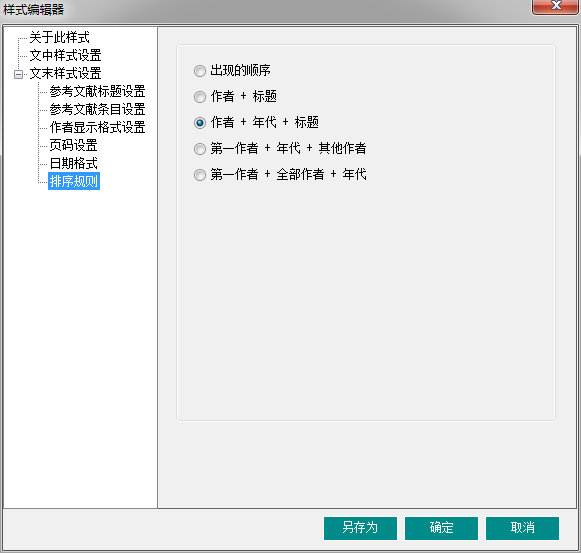 样式编辑器
关于此样式
文中样式设置
文末样式设置
参考文献标题设置
参考文献条目设置
作者显示格式设置
页码设置
日期格式
排序规则
出现的顺序
作者 + 标题
作者 + 年代 + 标题
第一作者 + 年代 + 其他作者
第一作者 + 全部作者 + 年代
另存为
确定
取消